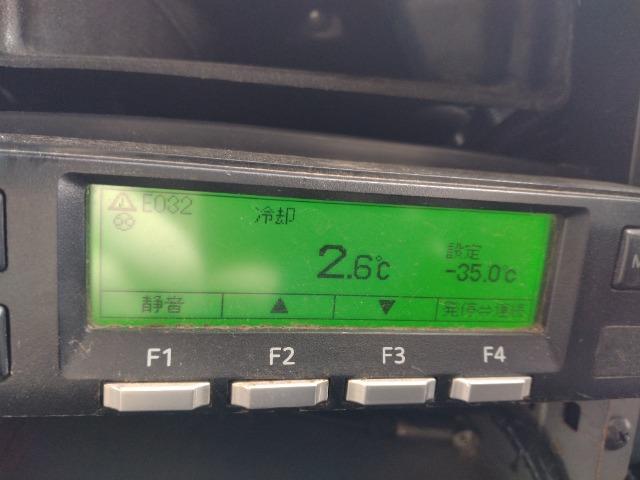 E032
冷却
2.6℃
設定
-35.0℃
静音 ▲ ▼ 発停⇔連続
F1 F2 F3 F4
M